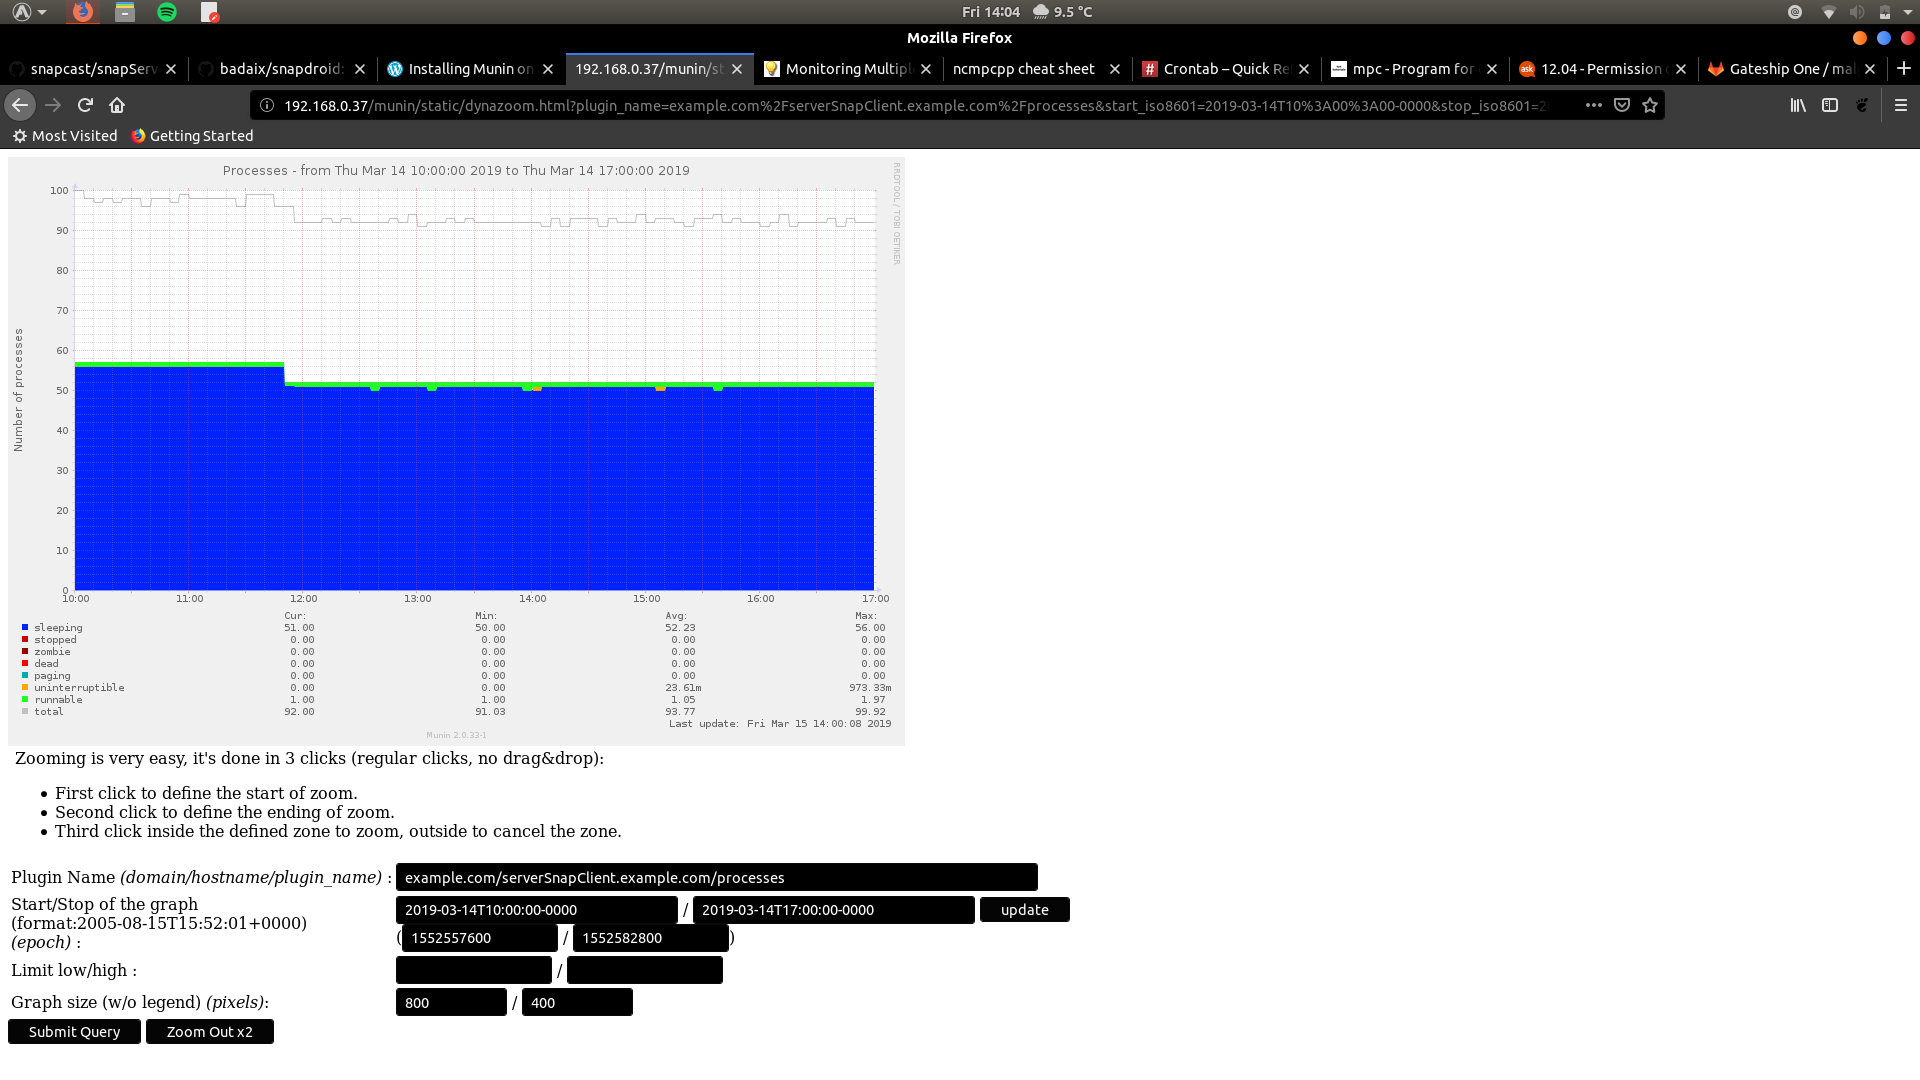 Fri 14:04 9.5 °C
Mozilla Firefox
snapcast/snapServ
badaix/snapdroid:
Installing Munin on
192.168.0.37/munin/st
Monitoring Multipl
ncmpcpp cheat sheet
Crontab – Quick Re
mpc - Program for
12.04 - Permission
Gateship One / mal
192.168.0.37/munin/static/dynazoom.html?plugin_name=example.com%2FserverSnapClient.example.com%2Fprocesses&start_iso8601=2019-03-14T10%3A00%3A00-0000&stop_iso8601=2
Most Visited Getting Started
Processes - from Thu Mar 14 10:00:00 2019 to Thu Mar 14 17:00:00 2019
RRDTOOL / TOBI OETIKER
Number of processes
100
90
80
70
60
50
40
30
20
10
0
10:00 11:00 12:00 13:00 14:00 15:00 16:00 17:00
Cur: Min: Avg: Max:
sleeping 51.00 50.00 52.23 56.00
stopped 0.00 0.00 0.00 0.00
zombie 0.00 0.00 0.00 0.00
dead 0.00 0.00 0.00 0.00
paging 0.00 0.00 0.00 0.00
uninterruptible 0.00 0.00 23.61m 973.33m
runnable 1.00 1.00 1.05 1.97
total 92.00 91.03 93.77 99.92
Last update: Fri Mar 15 14:00:08 2019
Munin 2.0.33-1
Zooming is very easy, it's done in 3 clicks (regular clicks, no drag&drop):
• First click to define the start of zoom.
• Second click to define the ending of zoom.
• Third click inside the defined zone to zoom, outside to cancel the zone.
Plugin Name (domain/hostname/plugin_name) : example.com/serverSnapClient.example.com/processes
Start/Stop of the graph
(format:2005-08-15T15:52:01+0000)
(epoch) :
2019-03-14T10:00:00-0000 / 2019-03-14T17:00:00-0000 update
(1552557600 / 1552582800)
Limit low/high : /
Graph size (w/o legend) (pixels): 800 / 400
Submit Query Zoom Out x2